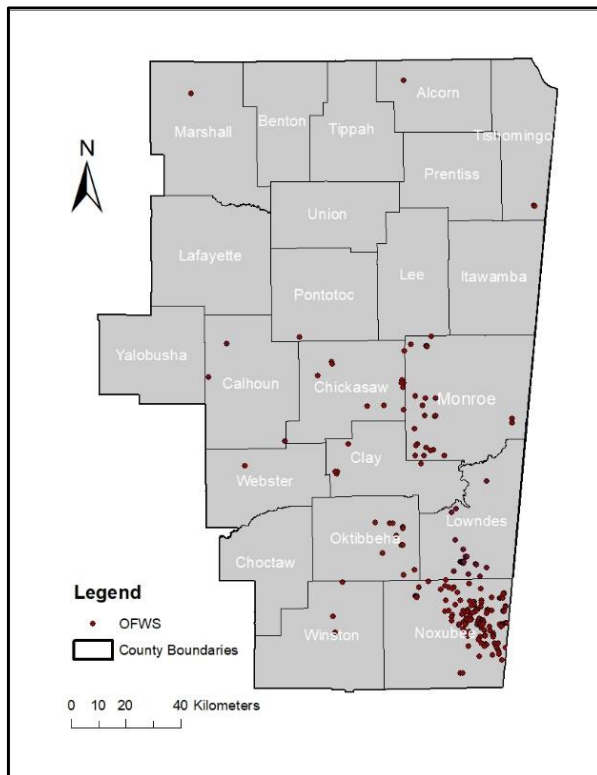 Alcorn
Benton
Tippah
Marshall
Tishomingo
N
Prentiss
Union
Lafayette
Lee
Itawamba
Pontotoc
Yalobusha
Calhoun
Chickasaw
Monroe
Clay
Webster
Lowndes
Oktibbeha
Choctaw
Legend
OFWS
County Boundaries
Winston
Noxubee
0 10 20 40 Kilometers